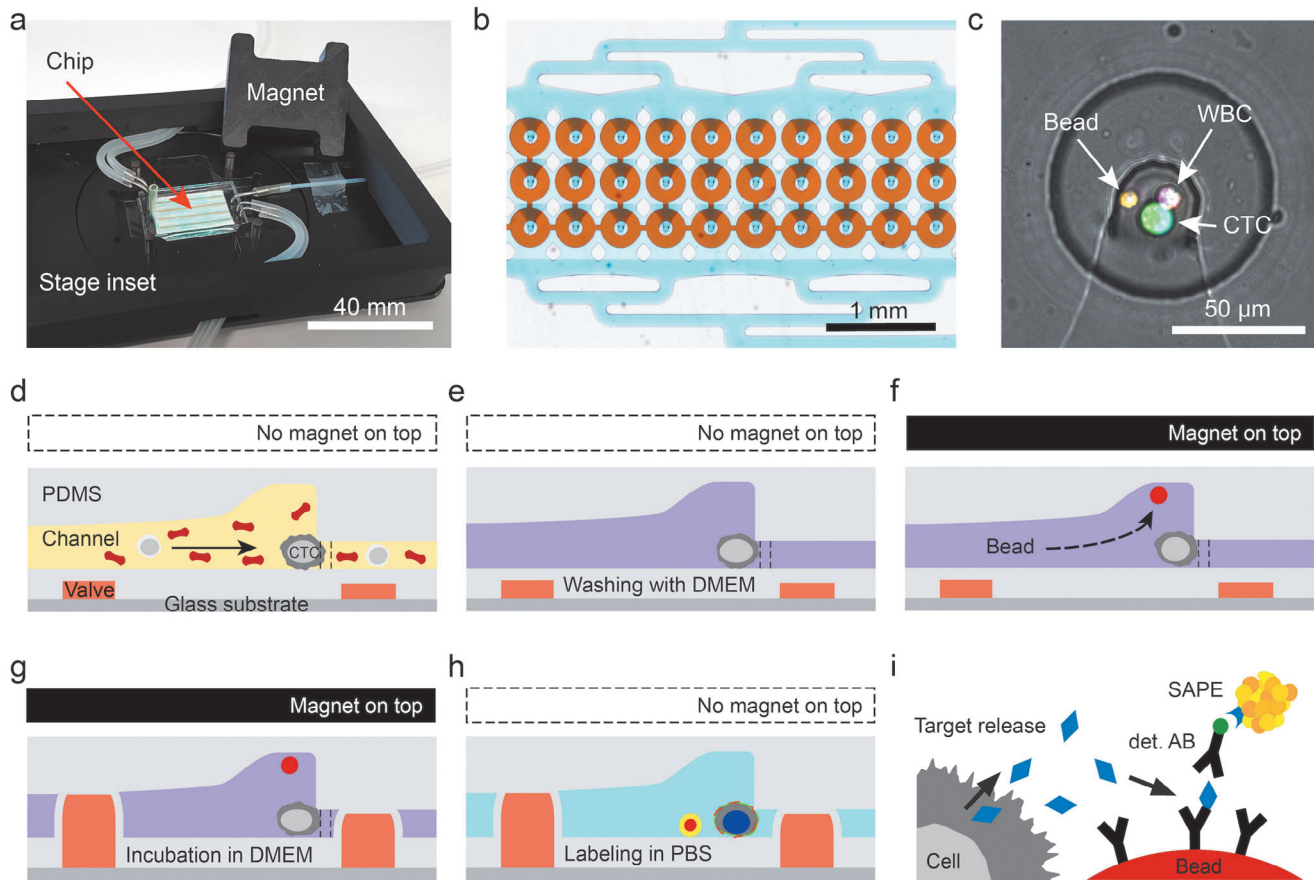 a
Chip
Magnet
Stage inset
40 mm
b
1 mm
c
Bead
WBC
CTC
50 µm
d
No magnet on top
PDMS
Channel
CTC
Valve
Glass substrate
e
No magnet on top
Washing with DMEM
f
Magnet on top
Bead
g
Magnet on top
Incubation in DMEM
h
No magnet on top
Labeling in PBS
i
SAPE
Target release
det. AB
Cell
Bead